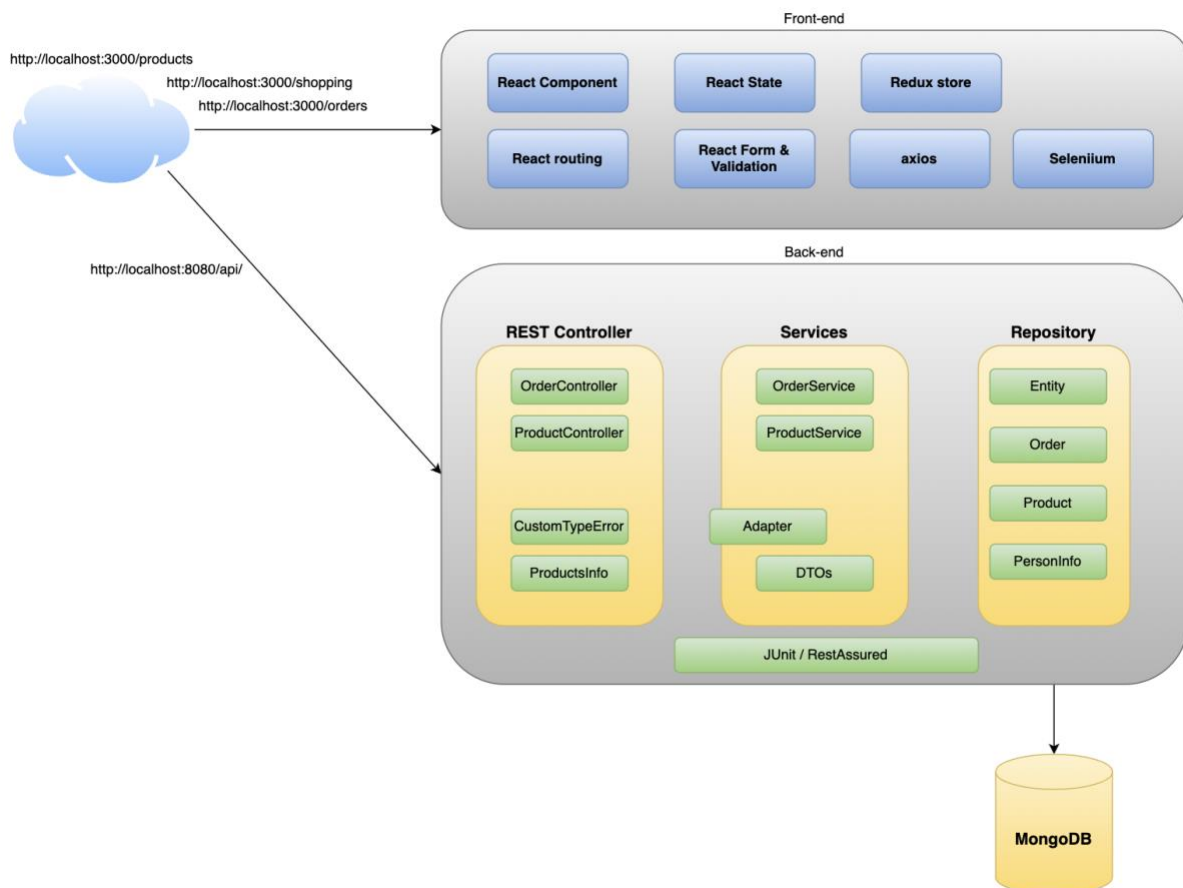 Front-end
http://localhost:3000/products
http://localhost:3000/shopping
http://localhost:3000/orders
React Component
React State
Redux store
React routing
React Form &
Validation
axios
Seleniium
http://localhost:8080/api/
Back-end
REST Controller
OrderController
ProductController
CustomTypeError
ProductsInfo
Services
OrderService
ProductService
Adapter
DTOs
Repository
Entity
Order
Product
PersonInfo
JUnit / RestAssured
MongoDB